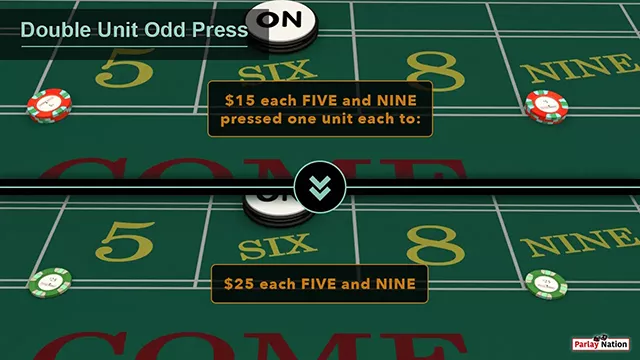 Double Unit Odd Press
ON
5
SIX
8
NINE
$15 each FIVE and NINE
pressed one unit each to:
COME
ON
5
SIX
8
NINE
$25 each FIVE and NINE
COME
Parlay Nation